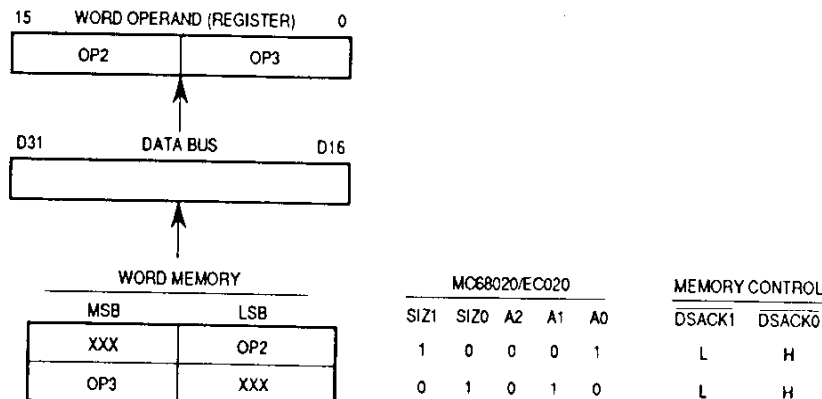 15 WORD OPERAND (REGISTER) 0
OP2 OP3
D31 DATA BUS D16
WORD MEMORY
MSB LSB
XXX OP2
OP3 XXX
MC68020/EC020
SIZ1 SIZ0 A2 A1 A0
1 0 0 0 1
0 1 0 1 0
MEMORY CONTROL
DSACK1 DSACK0
L H
L H